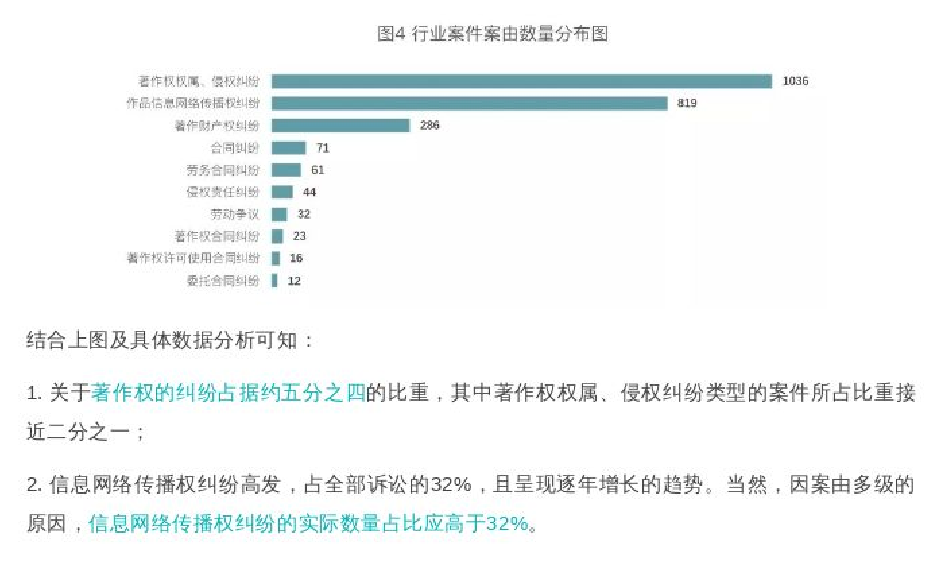 图4 行业案件案由数量分布图
著作权权属、侵权纠纷 1036
作品信息网络传播权纠纷 819
著作财产权纠纷 286
合同纠纷 71
劳务合同纠纷 61
侵权责任纠纷 44
劳动争议 32
著作权合同纠纷 23
著作权许可使用合同纠纷 16
委托合同纠纷 12
结合上图及具体数据分析可知：
1. 关于著作权的纠纷占据约五分之四的比重，其中著作权权属、侵权纠纷类型的案件所占比重接
近二分之一；
2. 信息网络传播权纠纷高发，占全部诉讼的32%，且呈现逐年增长的趋势。当然，因案由多级的
原因，信息网络传播权纠纷的实际数量占比应高于32%。